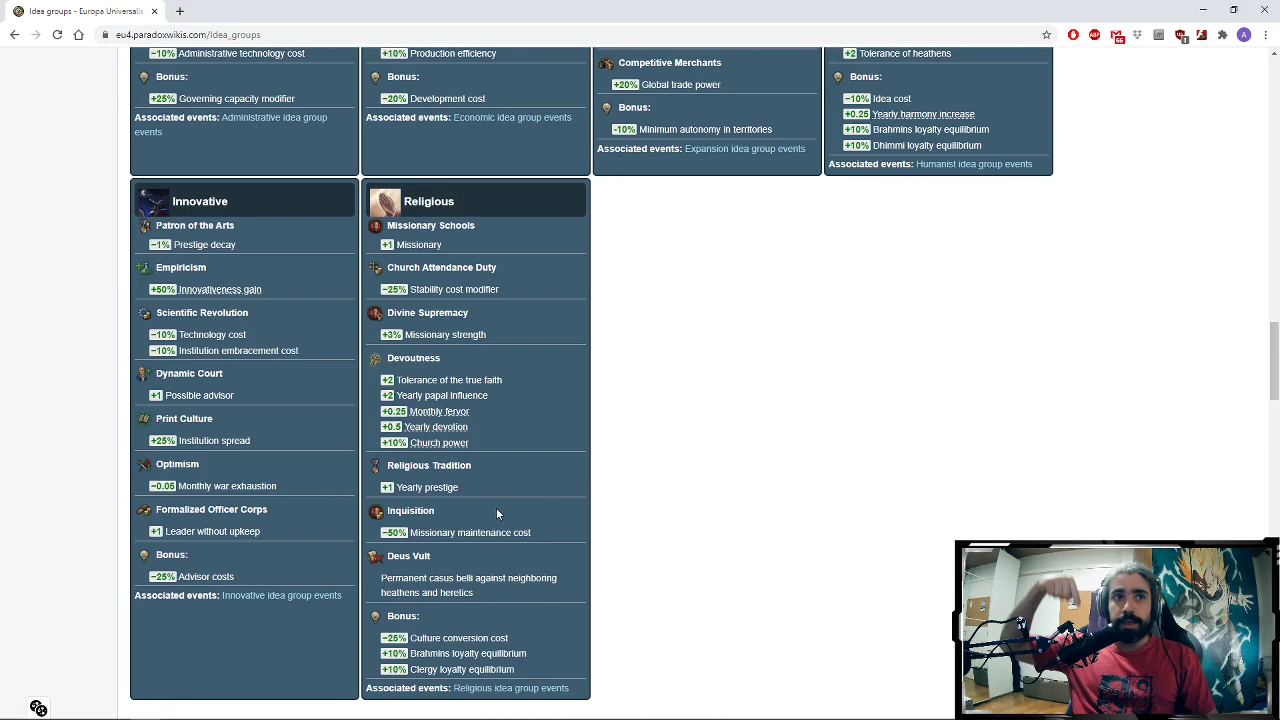 Idea groups - Europa Universalis
eu4.paradoxwikis.com/Idea_groups
−10% Administrative technology cost
Bonus:
+25% Governing capacity modifier
Associated events: Administrative idea group
events
+10% Production efficiency
Bonus:
−20% Development cost
Associated events: Economic idea group events
Competitive Merchants
+20% Global trade power
Bonus:
-10% Minimum autonomy in territories
Associated events: Expansion idea group events
+2 Tolerance of heathens
Bonus:
−10% Idea cost
+0.25 Yearly harmony increase
+10% Brahmins loyalty equilibrium
+10% Dhimmi loyalty equilibrium
Associated events: Humanist idea group events
Innovative
Patron of the Arts
−1% Prestige decay
Empiricism
+50% Innovativeness gain
Scientific Revolution
−10% Technology cost
−10% Institution embracement cost
Dynamic Court
+1 Possible advisor
Print Culture
+25% Institution spread
Optimism
−0.05 Monthly war exhaustion
Formalized Officer Corps
+1 Leader without upkeep
Bonus:
−25% Advisor costs
Associated events: Innovative idea group events
Religious
Missionary Schools
+1 Missionary
Church Attendance Duty
−25% Stability cost modifier
Divine Supremacy
+3% Missionary strength
Devoutness
+2 Tolerance of the true faith
+2 Yearly papal influence
+0.25 Monthly fervor
+0.5 Yearly devotion
+10% Church power
Religious Tradition
+1 Yearly prestige
Inquisition
−50% Missionary maintenance cost
Deus Vult
Permanent casus belli against neighboring
heathens and heretics
Bonus:
−25% Culture conversion cost
+10% Brahmins loyalty equilibrium
+10% Clergy loyalty equilibrium
Associated events: Religious idea group events